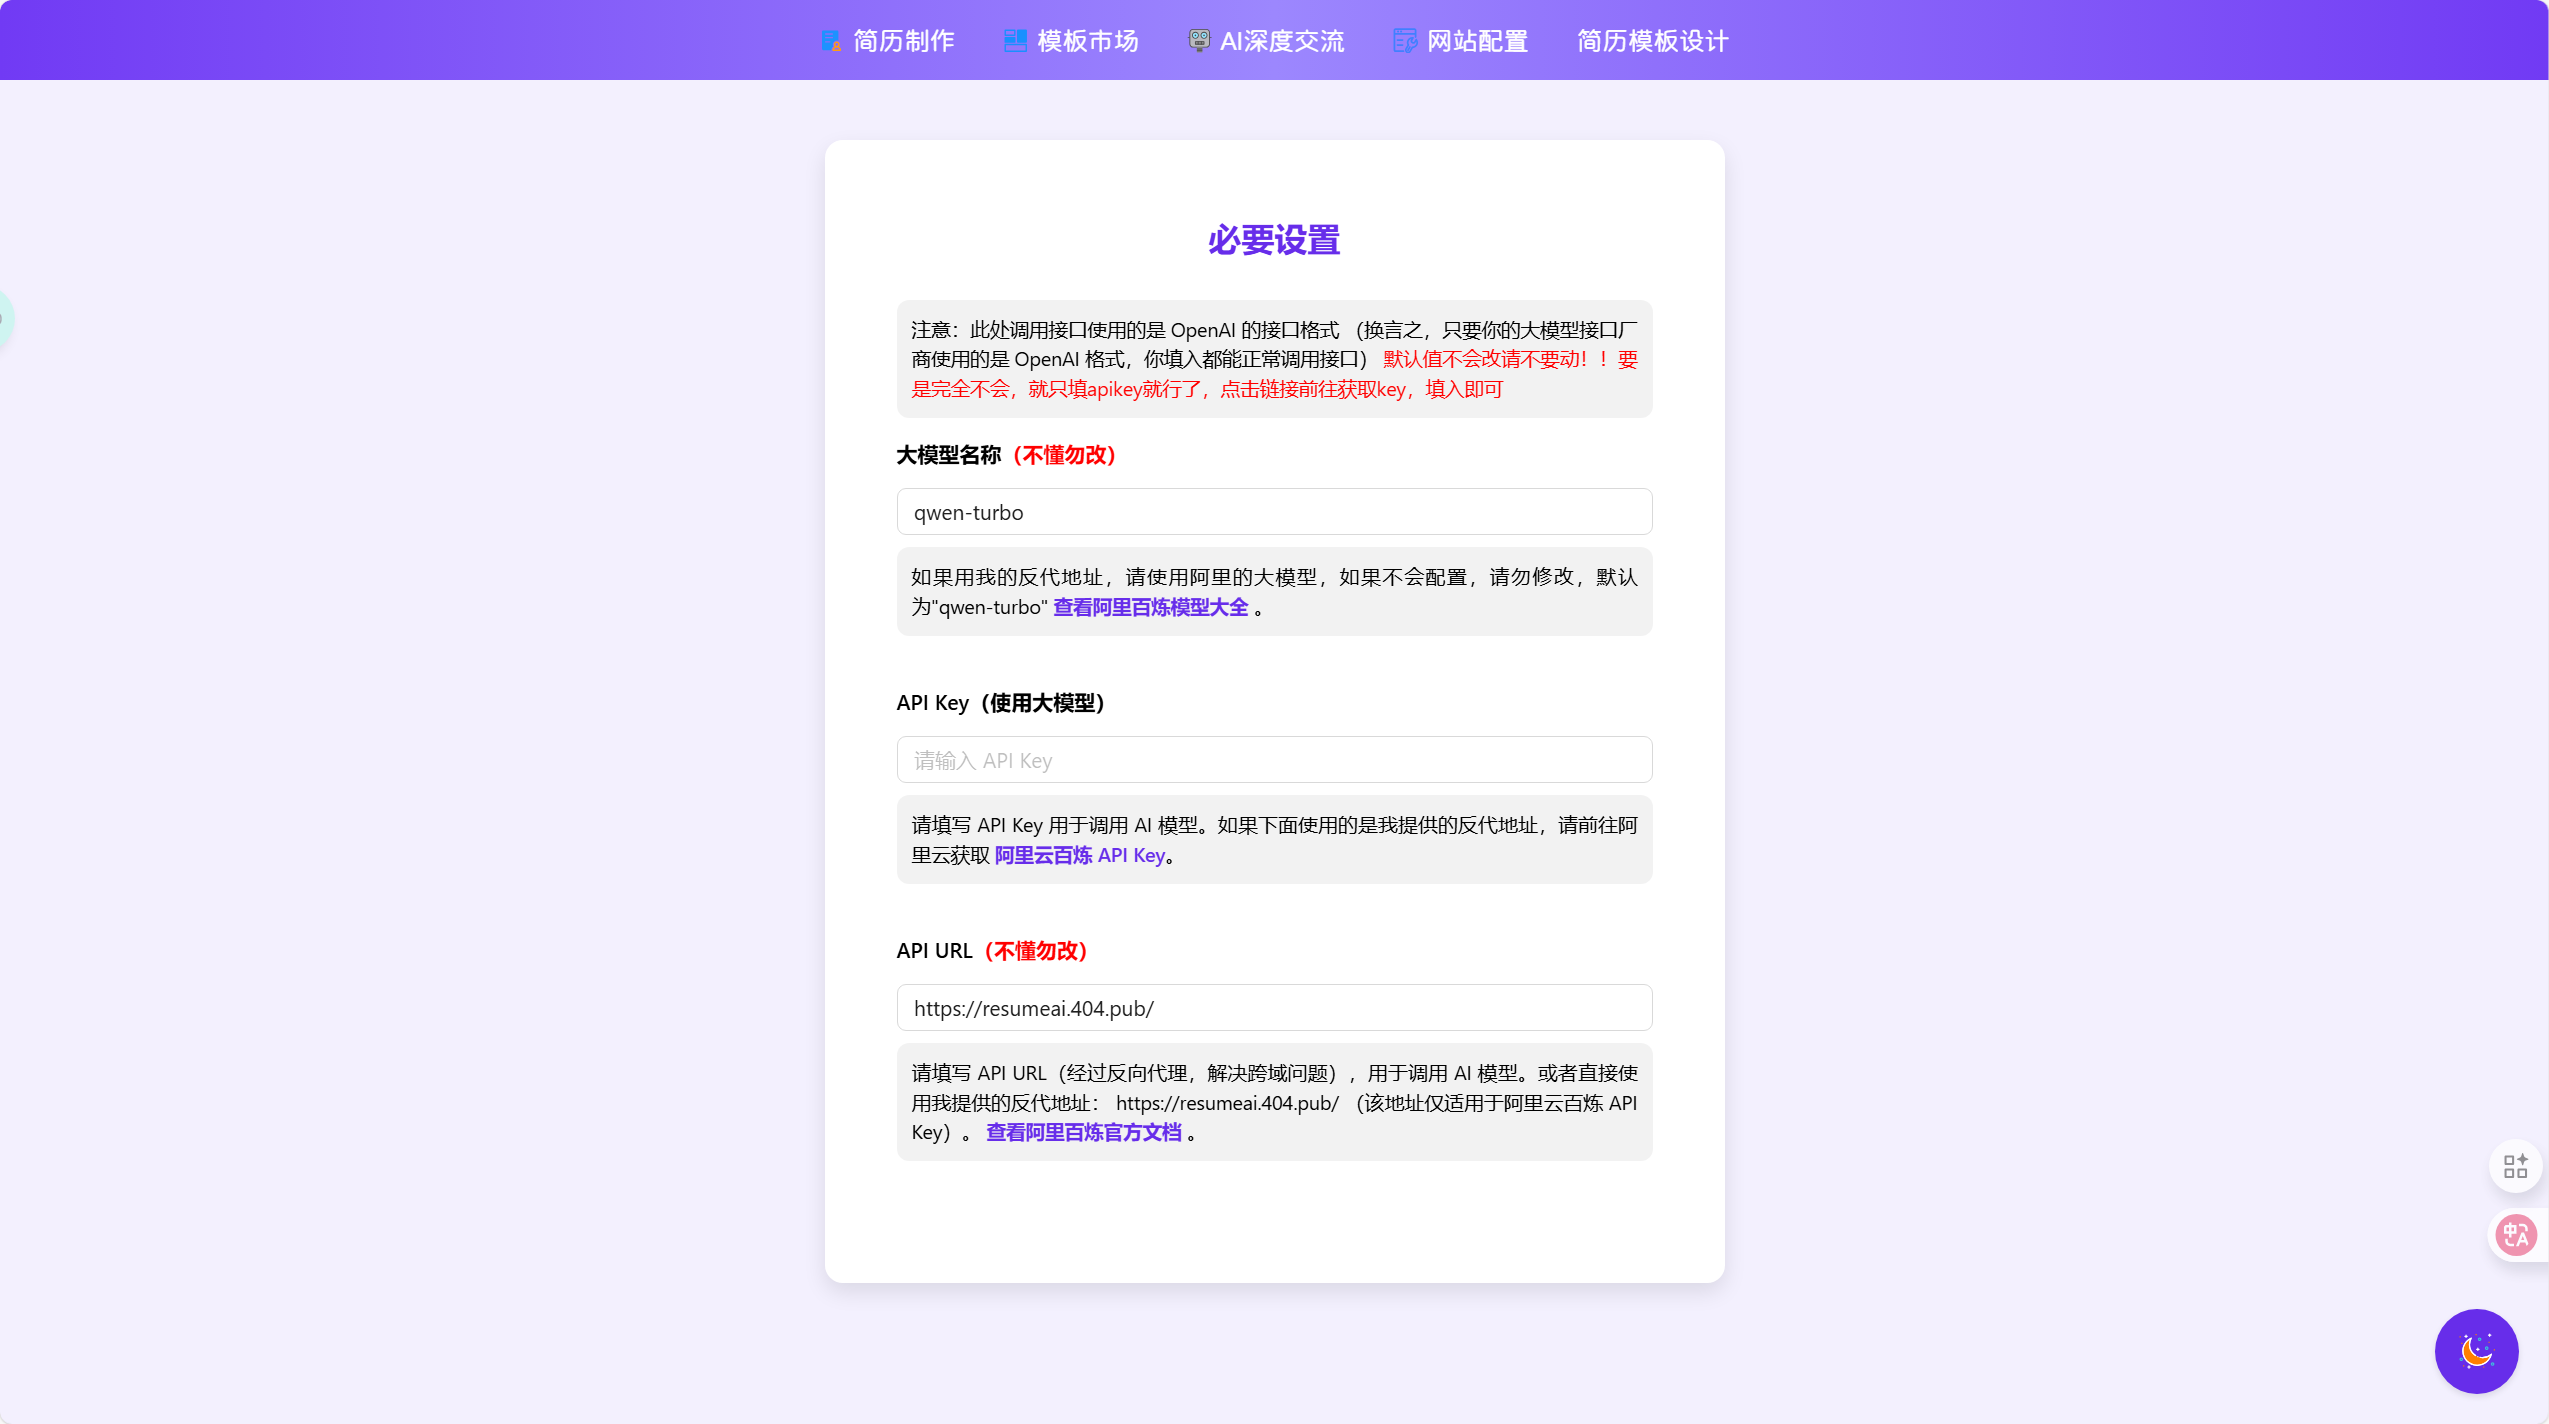 简历制作 模板市场 AI深度交流 网站配置 简历模板设计
必要设置
注意：此处调用接口使用的是 OpenAI 的接口格式 （换言之，只要你的大模型接口厂
商使用的是 OpenAI 格式，你填入都能正常调用接口） 默认值不会改请不要动！！要
是完全不会，就只填apikey就行了，点击链接前往获取key，填入即可
大模型名称（不懂勿改）
qwen-turbo
如果用我的反代地址，请使用阿里的大模型，如果不会配置，请勿修改，默认
为"qwen-turbo" 查看阿里百炼模型大全 。
API Key（使用大模型）
请输入 API Key
请填写 API Key 用于调用 AI 模型。如果下面使用的是我提供的反代地址，请前往阿
里云获取 阿里云百炼 API Key。
API URL（不懂勿改）
https://resumeai.404.pub/
请填写 API URL（经过反向代理，解决跨域问题），用于调用 AI 模型。或者直接使
用我提供的反代地址： https://resumeai.404.pub/ （该地址仅适用于阿里云百炼 API
Key）。 查看阿里百炼官方文档 。
中A